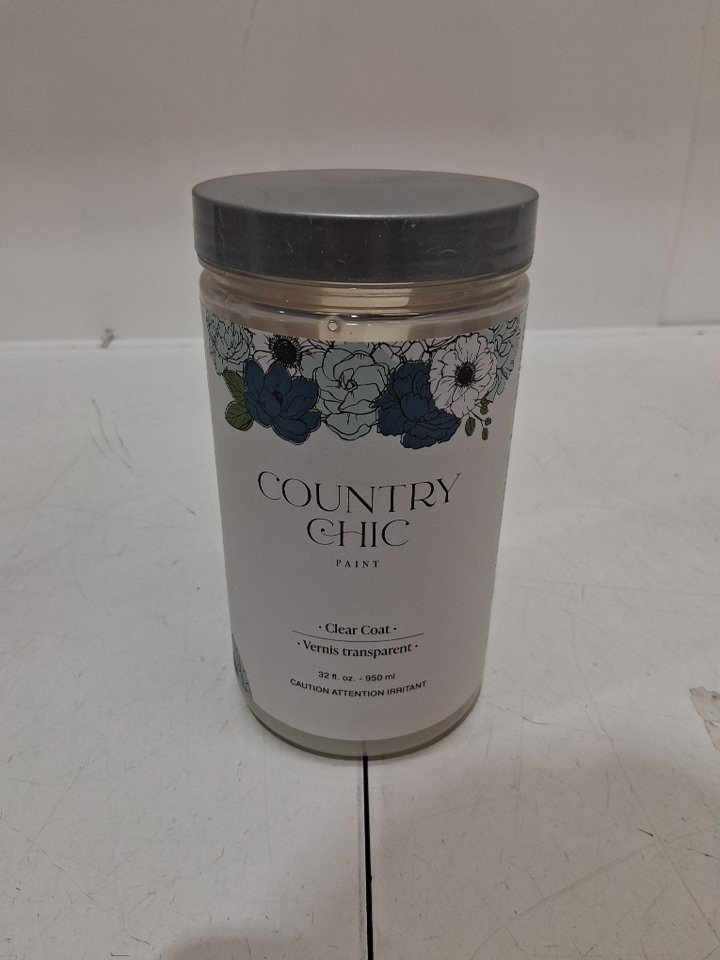 COUNTRY
CHIC
PAINT
· Clear Coat ·
· Vernis transparent ·
32 fl. oz. - 950 ml
CAUTION ATTENTION IRRITANT